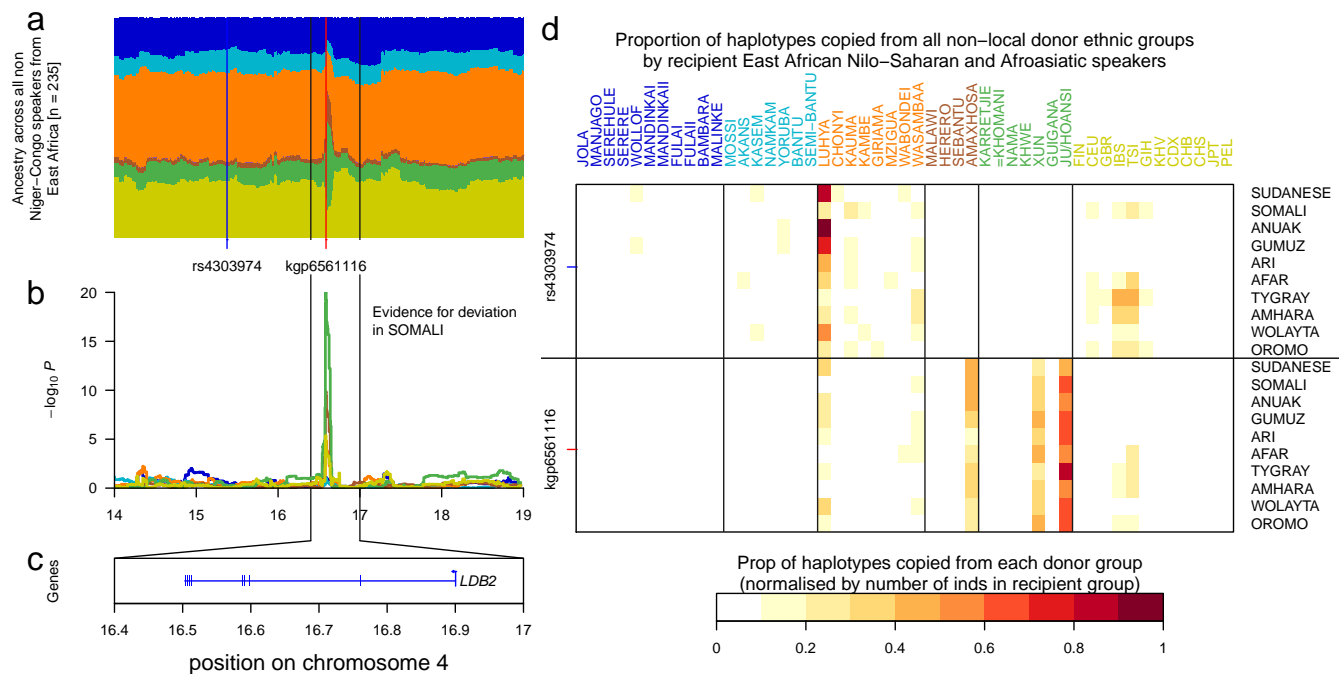 a
Ancestry across all non
Niger−Congo speakers from
East Africa [n = 235]
rs4303974
kgp6561116
b
20
15
10
5
0
−log10 P
Evidence for deviation
in SOMALI
14
15
16
17
18
19
c
Genes
LDB2
16.4
16.5
16.6
16.7
16.8
16.9
17
position on chromosome 4
d
Proportion of haplotypes copied from all non−local donor ethnic groups
by recipient East African Nilo−Saharan and Afroasiatic speakers
JOLA
MANJAGO
SEREHULE
SERERE
WOLLOF
MANDINKAI
MANDINKAII
FULAI
FULAII
BAMBARA
MALINKE
MOSSI
AKANS
KASEM
NAMKAM
YORUBA
BANTU
SEMI−BANTU
LUHYA
CHONYI
KAUMA
KAMBE
GIRIAMA
MZIGUA
WABONDEI
WASAMBAA
MALAWI
HERERO
SEBANTU
AMAXHOSA
KARRETJIE
=KHOMANI
NAMA
KHWE
XUN
GUIGANA
JU/HOANSI
FIN
CEU
GBR
IBS
TSI
GIH
KHV
CDX
CHB
CHS
JPT
PEL
rs4303974
SUDANESE
SOMALI
ANUAK
GUMUZ
ARI
AFAR
TYGRAY
AMHARA
WOLAYTA
OROMO
kgp6561116
SUDANESE
SOMALI
ANUAK
GUMUZ
ARI
AFAR
TYGRAY
AMHARA
WOLAYTA
OROMO
Prop of haplotypes copied from each donor group
(normalised by number of inds in recipient group)
0
0.2
0.4
0.6
0.8
1